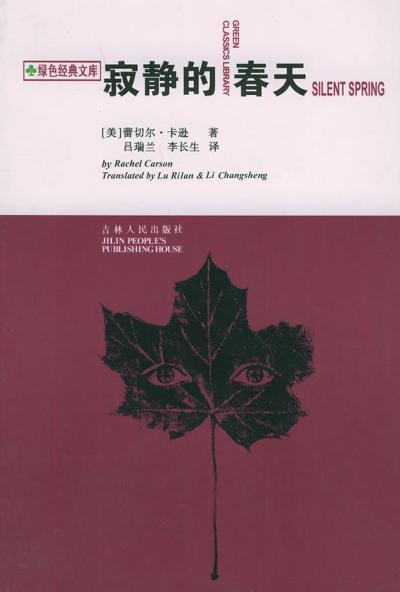 ♣绿色经典文库
寂静的春天
GREEN
CLASSICS LIBRARY
SILENT SPRING
[美]蕾切尔·卡逊 著
吕瑞兰 李长生 译
by Rachel Carson
Translated by Lu Rilan & Li Changsheng
吉林人民出版社
JILIN PEOPLE'S
PUBLISHING HOUSE